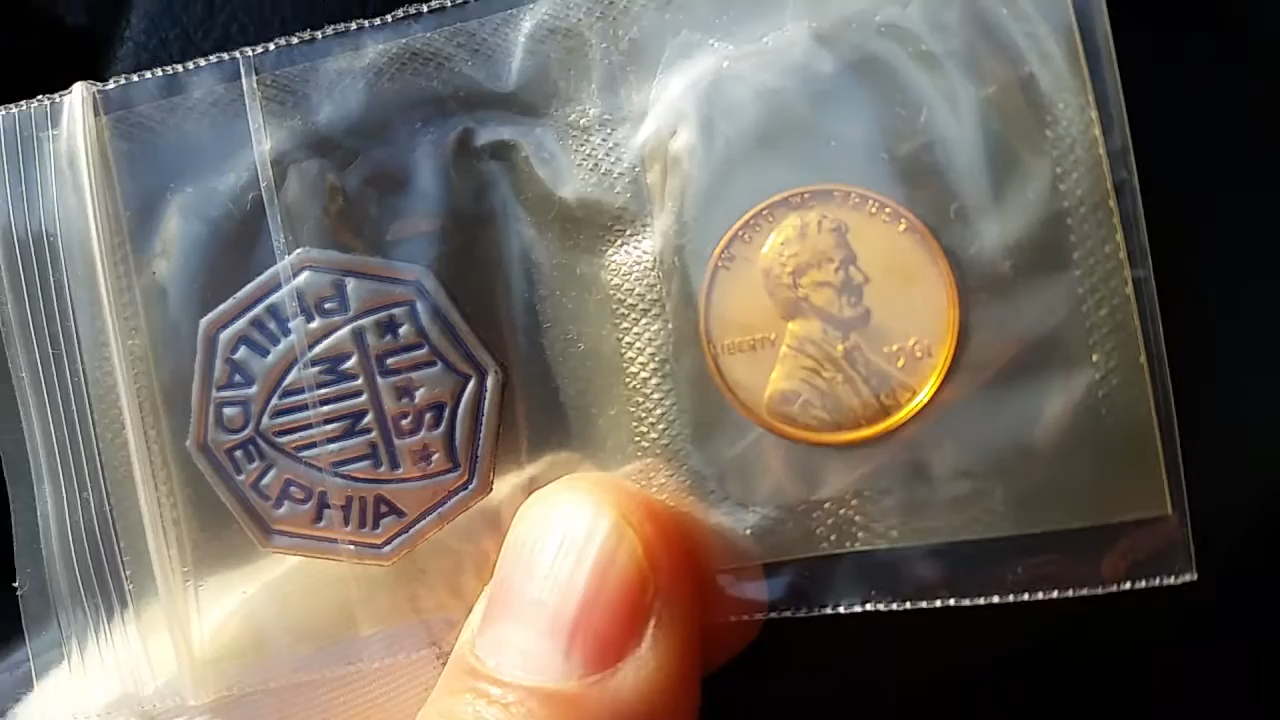 PHILADELPHIA
U.S.
MINT
IN GOD WE TRUST
LIBERTY
1961